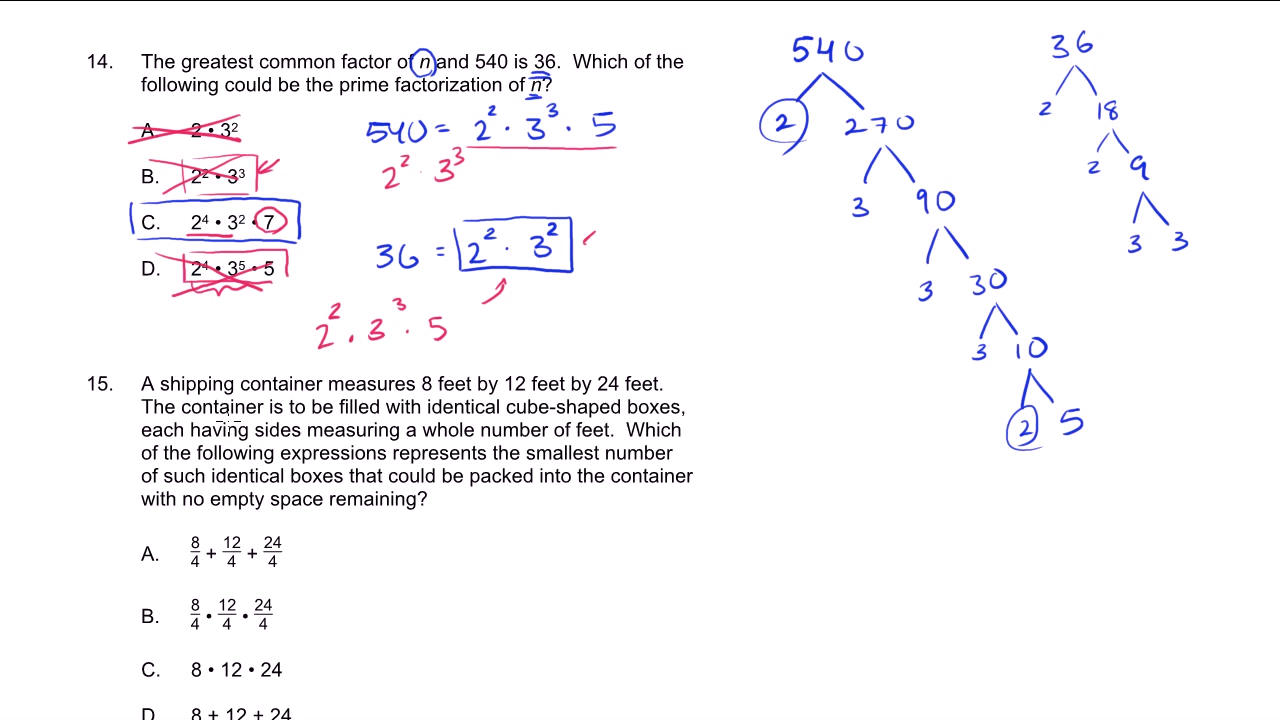 14. The greatest common factor of n and 540 is 36. Which of the
following could be the prime factorization of n?
A. 2 • 3²
B. 2² • 3³
C. 2⁴ • 3² • 7
D. 2⁴ • 3⁵ • 5
540 = 2² · 3³ · 5
2² · 3³
36 = 2² · 3²
2² · 3³ · 5
540
2 270
3 90
3 30
3 10
2 5
36
2 18
2 9
3 3
15. A shipping container measures 8 feet by 12 feet by 24 feet.
The container is to be filled with identical cube-shaped boxes,
each having sides measuring a whole number of feet. Which
of the following expressions represents the smallest number
of such identical boxes that could be packed into the container
with no empty space remaining?
A. 8/4 + 12/4 + 24/4
B. 8/4 • 12/4 • 24/4
C. 8 • 12 • 24
D 8 + 12 + 24